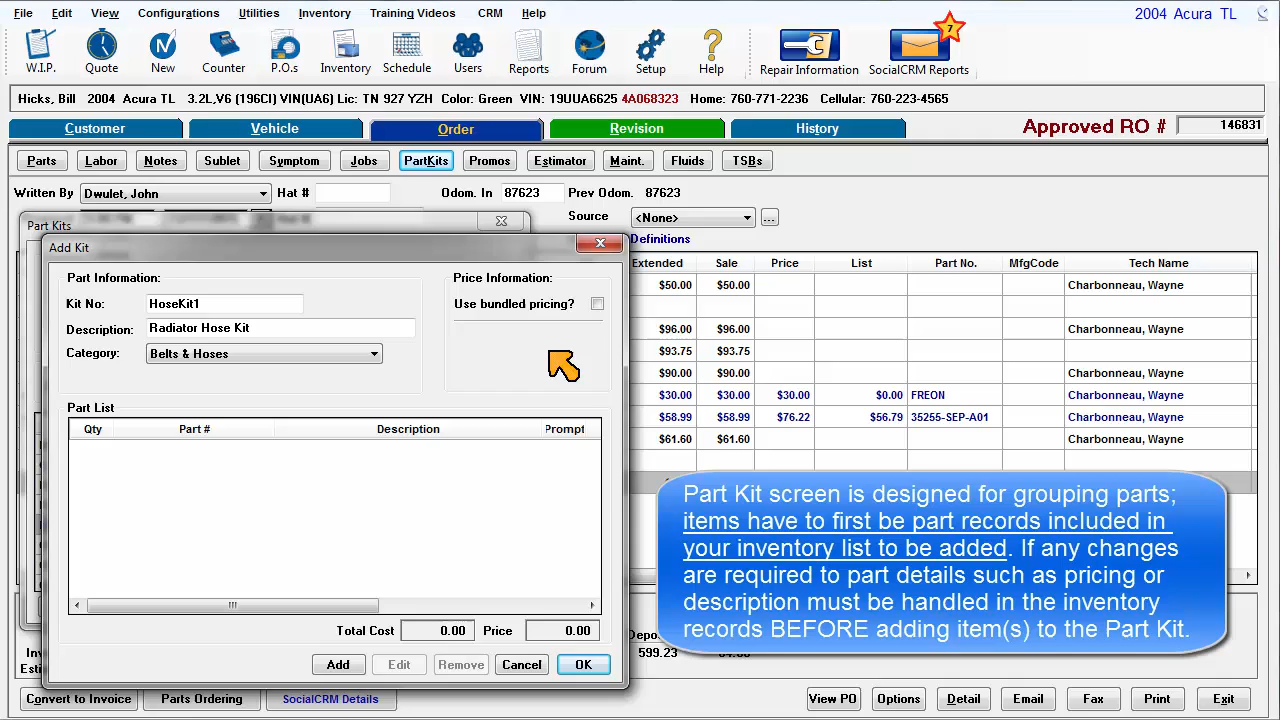 File Edit View Configurations Utilities Inventory Training Videos CRM Help 2004 Acura TL
7
W.I.P. Quote New Counter P.O.s Inventory Schedule Users Reports Forum Setup Help Repair Information SocialCRM Reports
Hicks, Bill 2004 Acura TL 3.2L,V6 (196CI) VIN(UA6) Lic: TN 927 YZH Color: Green VIN: 19UUA6625 4A068323 Home: 760-771-2236 Cellular: 760-223-4565
Customer Vehicle Order Revision History Approved RO # 146831
Parts Labor Notes Sublet Symptom Jobs PartKits Promos Estimator Maint. Fluids TSBs
Written By Dwulet, John Hat # Odom. In 87623 Prev Odom. 87623
Source <None> ...
Part Kits
Definitions
Add Kit
Extended Sale Price List Part No. MfgCode Tech Name
Part Information: Price Information:
$50.00 $50.00 Charbonneau, Wayne
Kit No: HoseKit1 Use bundled pricing?
Description: Radiator Hose Kit
$96.00 $96.00 Charbonneau, Wayne
Category: Belts & Hoses
$93.75 $93.75
$90.00 $90.00 Charbonneau, Wayne
$30.00 $30.00 $30.00 $0.00 FREON Charbonneau, Wayne
Part List
$58.99 $58.99 $76.22 $56.79 35255-SEP-A01 Charbonneau, Wayne
Qty Part # Description Prompt
$61.60 $61.60 Charbonneau, Wayne
Part Kit screen is designed for grouping parts;
items have to first be part records included in
your inventory list to be added. If any changes
are required to part details such as pricing or
description must be handled in the inventory
records BEFORE adding item(s) to the Part Kit.
Total Cost 0.00 Price 0.00
599.23
Add Edit Remove Cancel OK
Convert to Invoice Parts Ordering SocialCRM Details View PO Options Detail Email Fax Print Exit